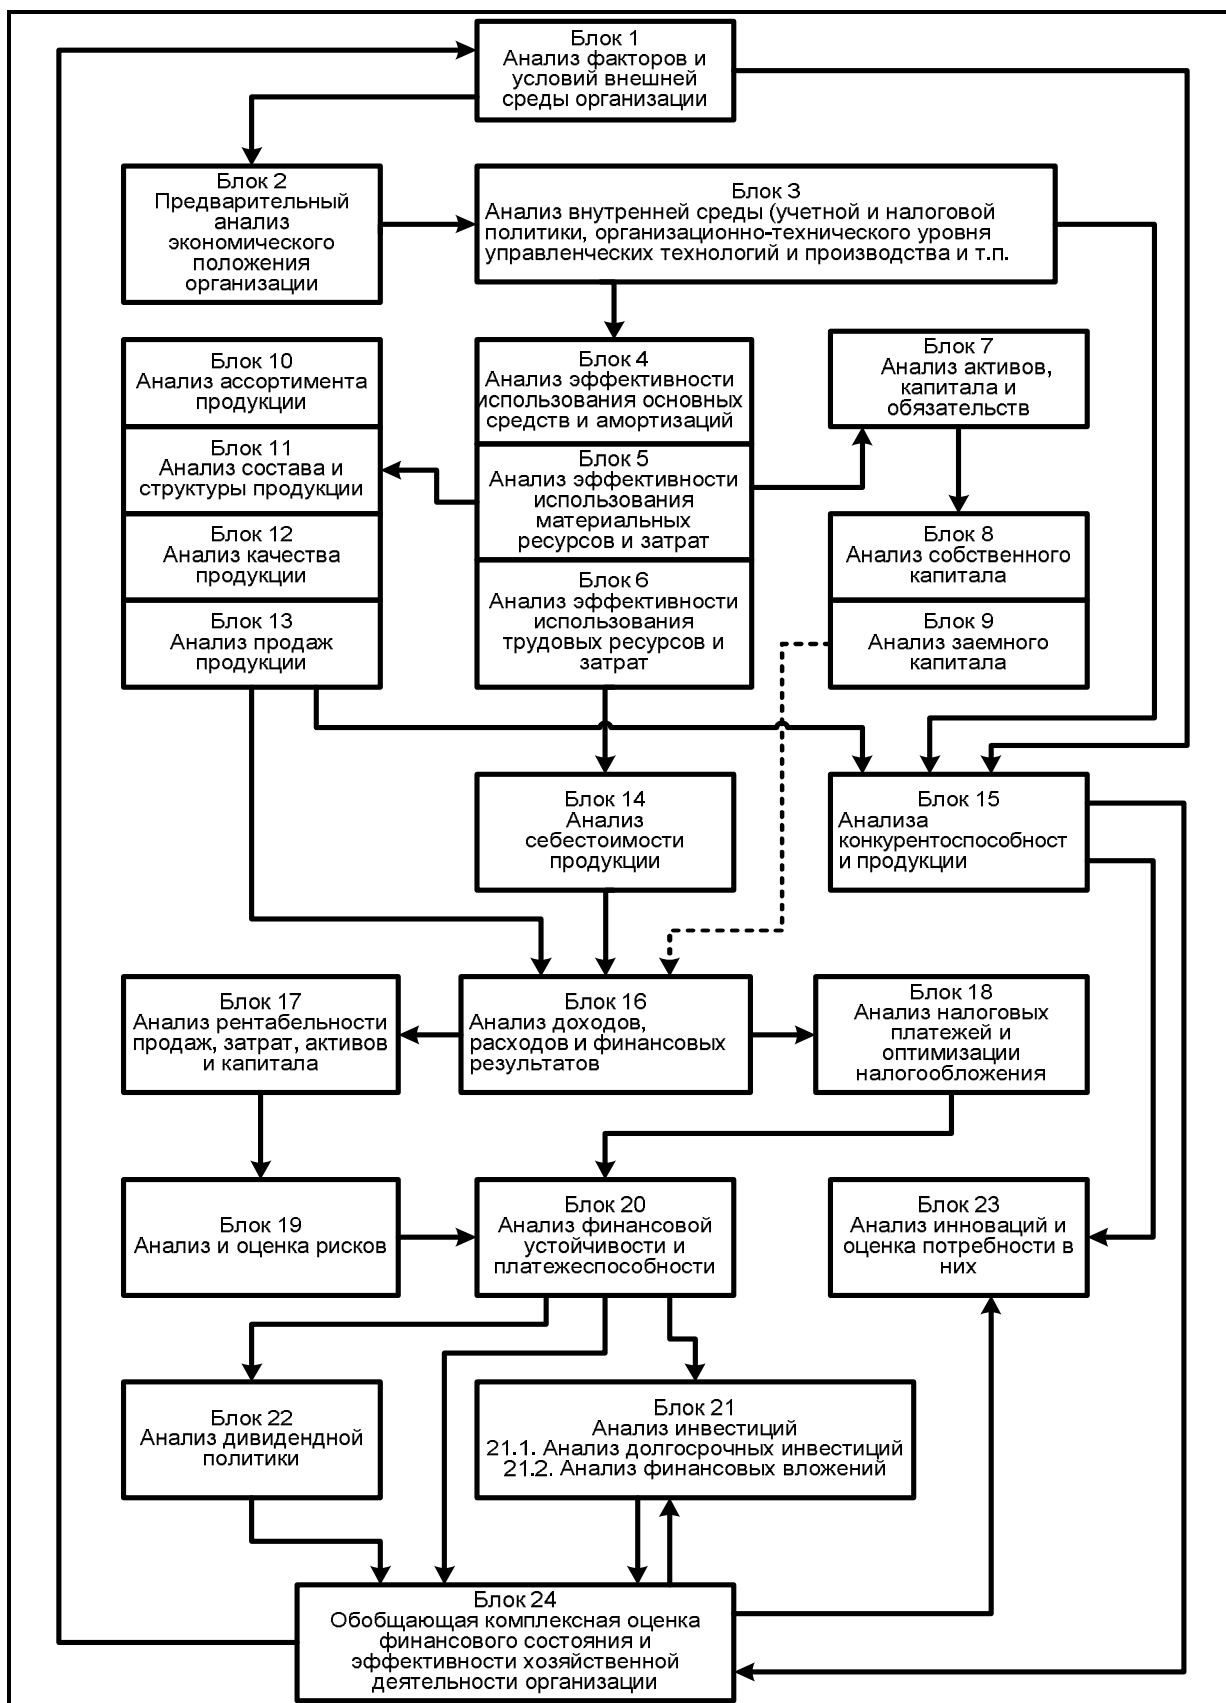 Блок 1
Анализ факторов и
условий внешней
среды организации
Блок 2
Предварительный
анализ
экономического
положения
организации
Блок 3
Анализ внутренней среды (учетной и налоговой
политики, организационно-технического уровня
управленческих технологий и производства и т.п.
Блок 10
Анализ ассортимента
продукции
Блок 11
Анализ состава и
структуры продукции
Блок 12
Анализ качества
продукции
Блок 13
Анализ продаж
продукции
Блок 4
Анализ эффективности
использования основных
средств и амортизаций
Блок 5
Анализ эффективности
использования
материальных
ресурсов и затрат
Блок 6
Анализ эффективности
использования
трудовых ресурсов и
затрат
Блок 7
Анализ активов,
капитала и
обязательств
Блок 8
Анализ собственного
капитала
Блок 9
Анализ заемного
капитала
Блок 14
Анализ
себестоимости
продукции
Блок 15
Анализа
конкурентоспособност
и продукции
Блок 17
Анализ рентабельности
продаж, затрат, активов
и капитала
Блок 16
Анализ доходов,
расходов и финансовых
результатов
Блок 18
Анализ налоговых
платежей и
оптимизации
налогообложения
Блок 19
Анализ и оценка рисков
Блок 20
Анализ финансовой
устойчивости и
платежеспособности
Блок 23
Анализ инноваций и
оценка потребности в
них
Блок 22
Анализ дивидендной
политики
Блок 21
Анализ инвестиций
21.1. Анализ долгосрочных инвестиций
21.2. Анализ финансовых вложений
Блок 24
Обобщающая комплексная оценка
финансового состояния и
эффективности хозяйственной
деятельности организации